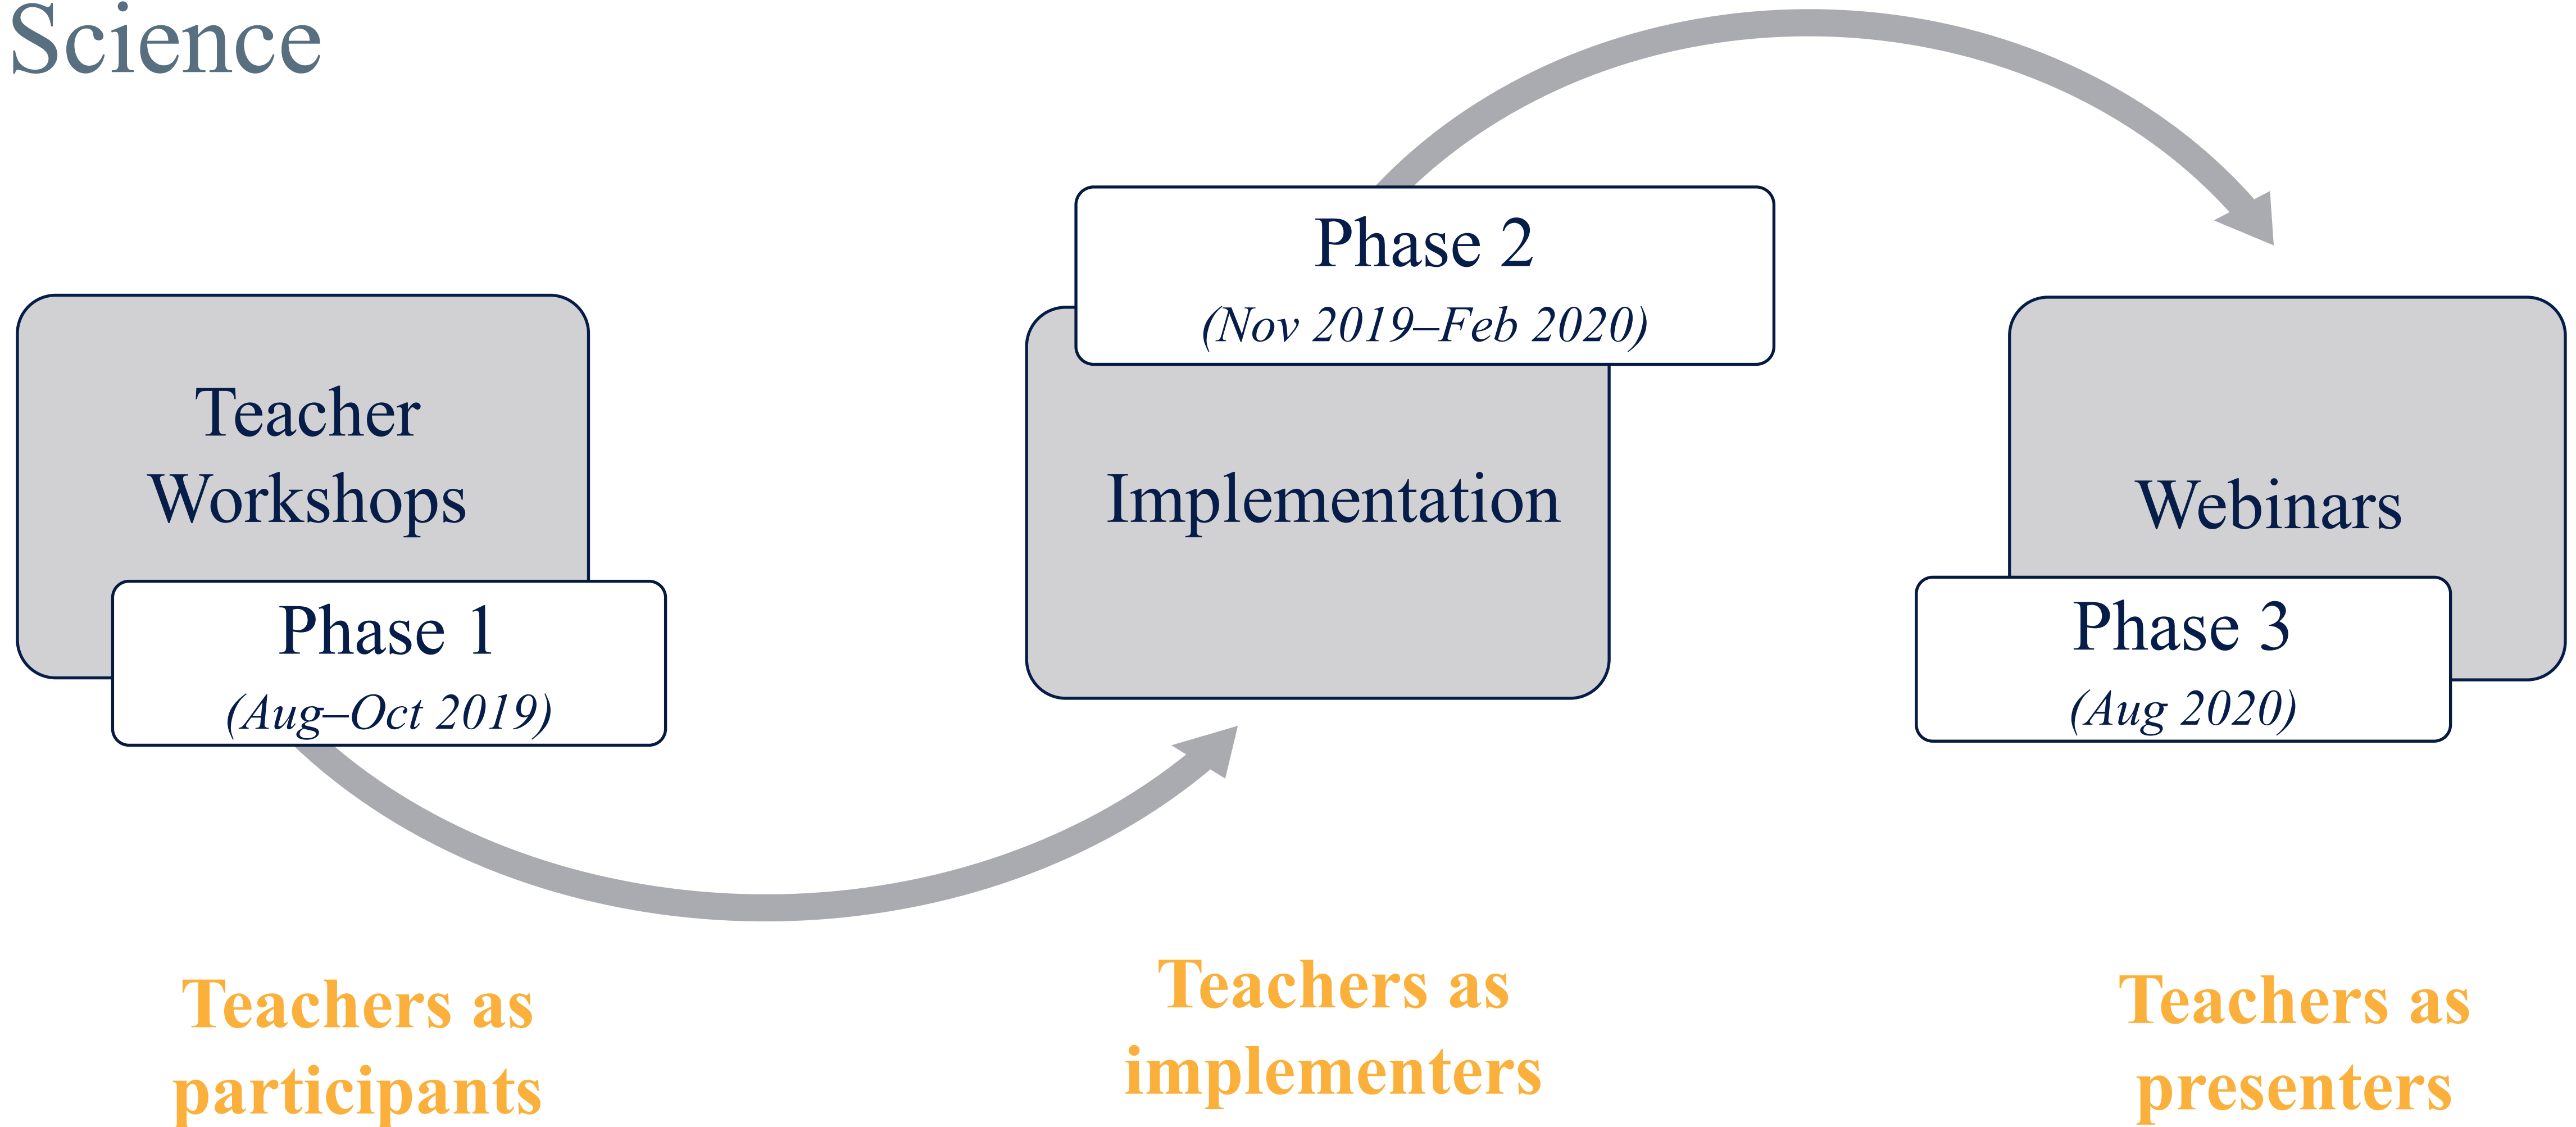 Science
Teacher
Workshops
Phase 1
(Aug–Oct 2019)
Phase 2
(Nov 2019–Feb 2020)
Implementation
Webinars
Phase 3
(Aug 2020)
Teachers as
participants
Teachers as
implementers
Teachers as
presenters